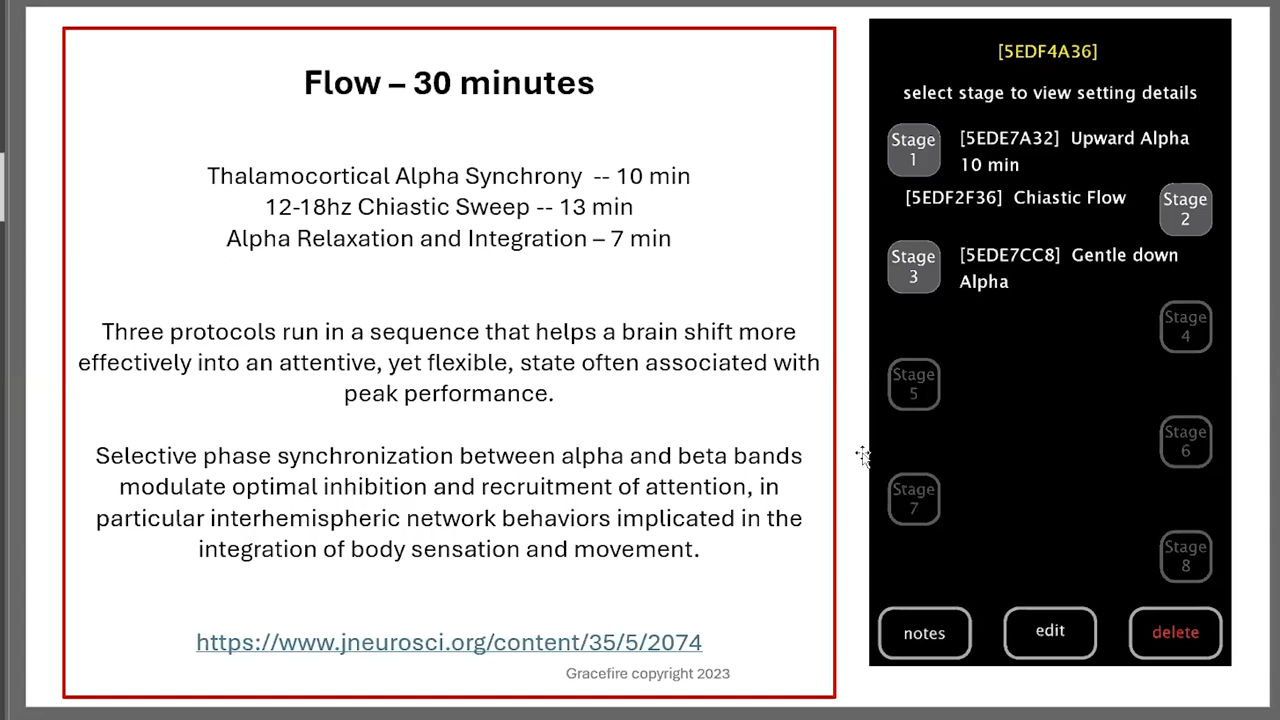 Flow – 30 minutes
Thalamocortical Alpha Synchrony  -- 10 min
12-18hz Chiastic Sweep -- 13 min
Alpha Relaxation and Integration – 7 min
Three protocols run in a sequence that helps a brain shift more
effectively into an attentive, yet flexible, state often associated with
peak performance.
Selective phase synchronization between alpha and beta bands
modulate optimal inhibition and recruitment of attention, in
particular interhemispheric network behaviors implicated in the
integration of body sensation and movement.
https://www.jneurosci.org/content/35/5/2074
Gracefire copyright 2023
[5EDF4A36]
select stage to view setting details
Stage
1
[5EDE7A32]  Upward Alpha
10 min
[5EDF2F36]  Chiastic Flow
Stage
2
Stage
3
[5EDE7CC8]  Gentle down
Alpha
Stage
4
Stage
5
Stage
6
Stage
7
Stage
8
notes
edit
delete